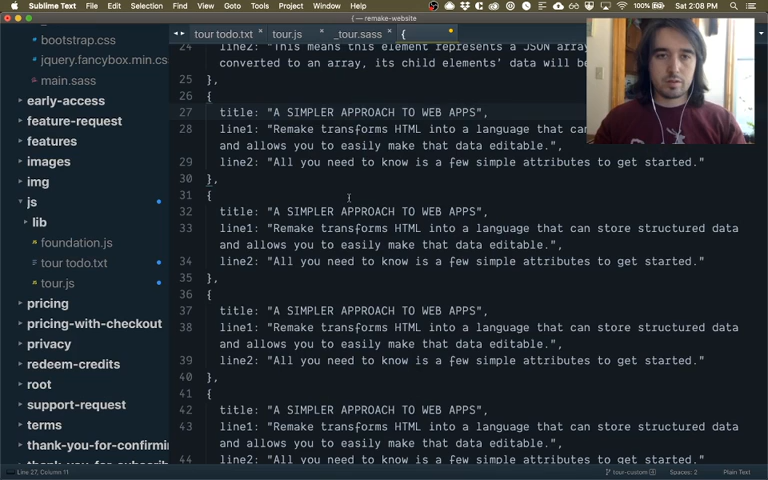 Sublime Text File Edit Selection Find View Goto Tools Project Window Help 100% Sat 2:08 PM
{ — remake-website
tour todo.txt tour.js _tour.sass {
bootstrap.css
jquery.fancybox.min.cs
main.sass
early-access
feature-request
features
images
img
js
lib
foundation.js
tour todo.txt
tour.js
pricing
pricing-with-checkout
privacy
redeem-credits
root
support-request
terms
thank-you-for-confirmi
thank-you-for-subscrib
24 line2: "This means this element represents a JSON array
converted to an array, its child elements’ data will be
25 },
26 {
27 title: "A SIMPLER APPROACH TO WEB APPS",
28 line1: "Remake transforms HTML into a language that can
and allows you to easily make that data editable.",
29 line2: "All you need to know is a few simple attributes to get started."
30 },
31 {
32 title: "A SIMPLER APPROACH TO WEB APPS",
33 line1: "Remake transforms HTML into a language that can store structured data
and allows you to easily make that data editable.",
34 line2: "All you need to know is a few simple attributes to get started."
35 },
36 {
37 title: "A SIMPLER APPROACH TO WEB APPS",
38 line1: "Remake transforms HTML into a language that can store structured data
and allows you to easily make that data editable.",
39 line2: "All you need to know is a few simple attributes to get started."
40 },
41 {
42 title: "A SIMPLER APPROACH TO WEB APPS",
43 line1: "Remake transforms HTML into a language that can store structured data
and allows you to easily make that data editable.",
44 line2: "All you need to know is a few simple attributes to get started."
Line 27, Column 11 tour-custom Spaces: 2 Plain Text